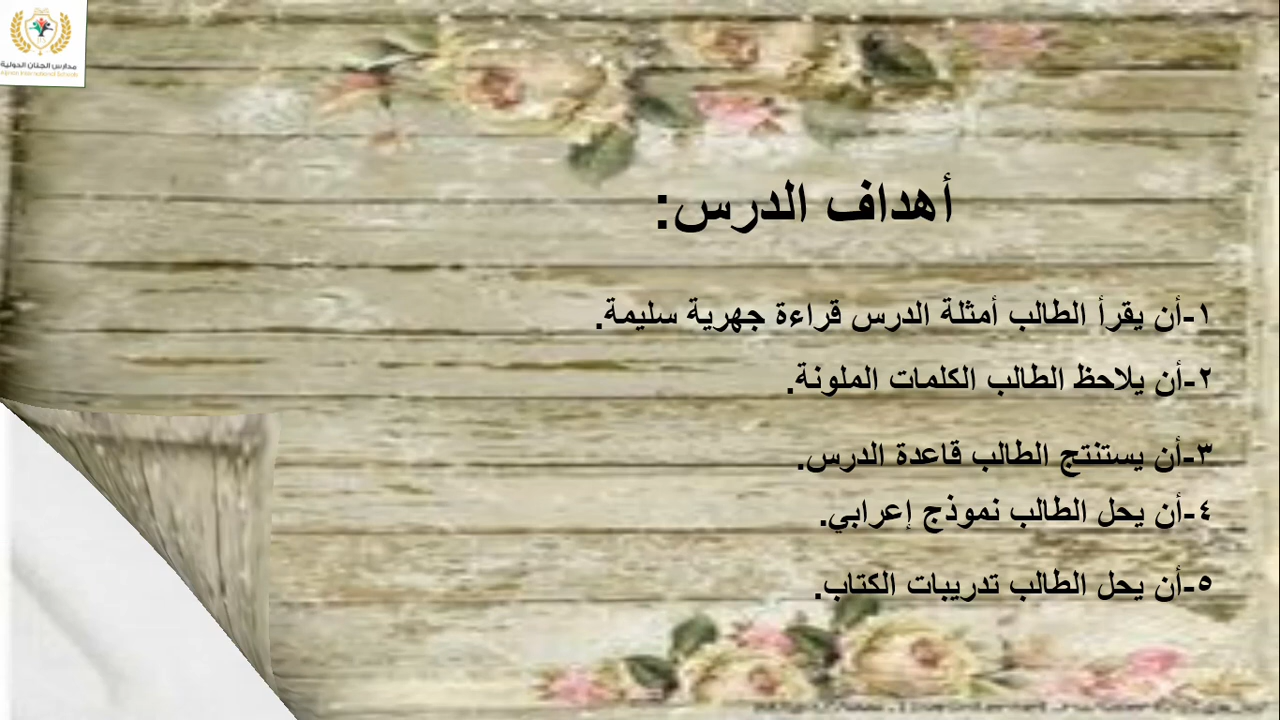 مدارس الجنان الدولية
أهداف الدرس:
١-أن يقرأ الطالب أمثلة الدرس قراءة جهرية سليمة.
٢-أن يلاحظ الطالب الكلمات الملونة.
٣-أن يستنتج الطالب قاعدة الدرس.
٤-أن يحل الطالب نموذج إعرابي.
٥-أن يحل الطالب تدريبات الكتاب.